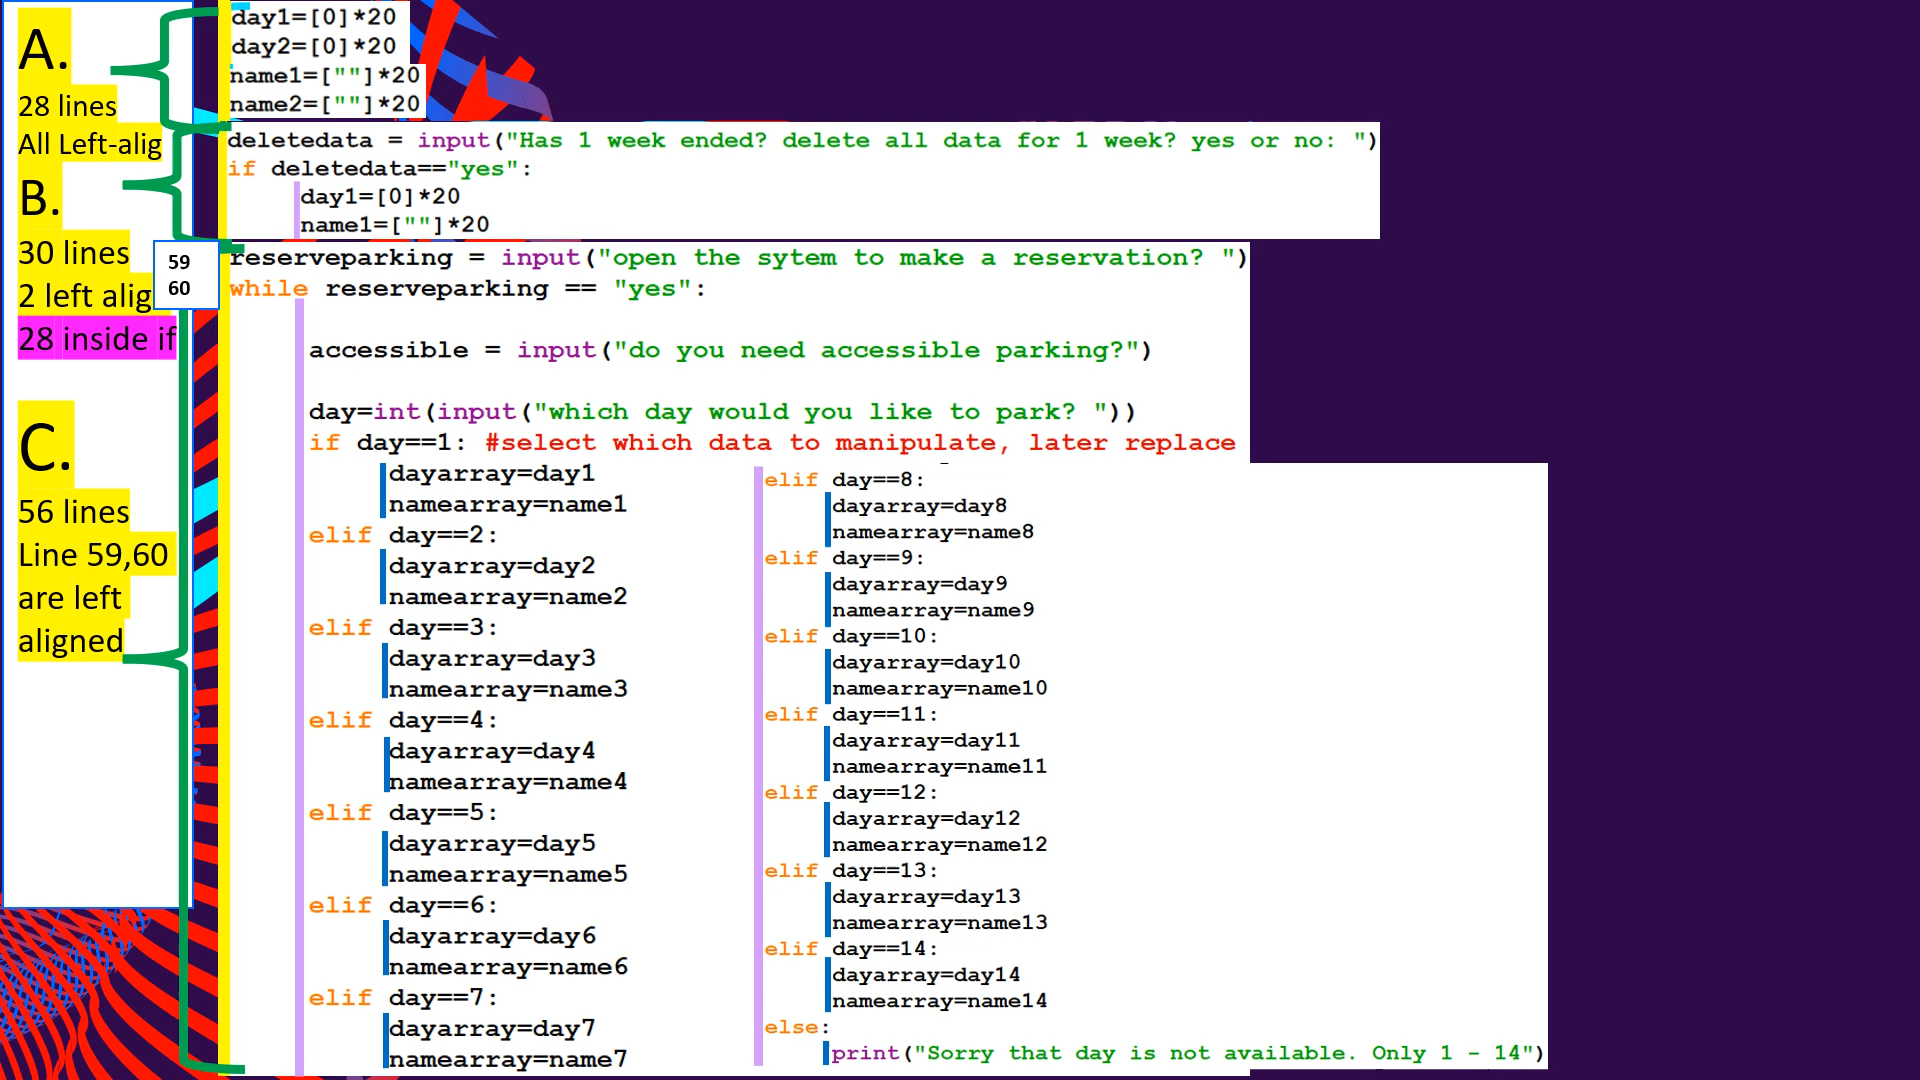 A.
28 lines
All Left-alig
B.
30 lines
2 left alig
28 inside if
C.
56 lines
Line 59,60
are left
aligned
59
60
day1=[0]*20
day2=[0]*20
name1=[""]*20
name2=[""]*20
deletedata = input("Has 1 week ended? delete all data for 1 week? yes or no: ")
if deletedata=="yes":
day1=[0]*20
name1=[""]*20
reserveparking = input("open the sytem to make a reservation? ")
while reserveparking == "yes":
accessible = input("do you need accessible parking?")
day=int(input("which day would you like to park? "))
if day==1: #select which data to manipulate, later replace
dayarray=day1
namearray=name1
elif day==2:
dayarray=day2
namearray=name2
elif day==3:
dayarray=day3
namearray=name3
elif day==4:
dayarray=day4
namearray=name4
elif day==5:
dayarray=day5
namearray=name5
elif day==6:
dayarray=day6
namearray=name6
elif day==7:
dayarray=day7
namearray=name7
elif day==8:
dayarray=day8
namearray=name8
elif day==9:
dayarray=day9
namearray=name9
elif day==10:
dayarray=day10
namearray=name10
elif day==11:
dayarray=day11
namearray=name11
elif day==12:
dayarray=day12
namearray=name12
elif day==13:
dayarray=day13
namearray=name13
elif day==14:
dayarray=day14
namearray=name14
else:
print("Sorry that day is not available. Only 1 - 14")